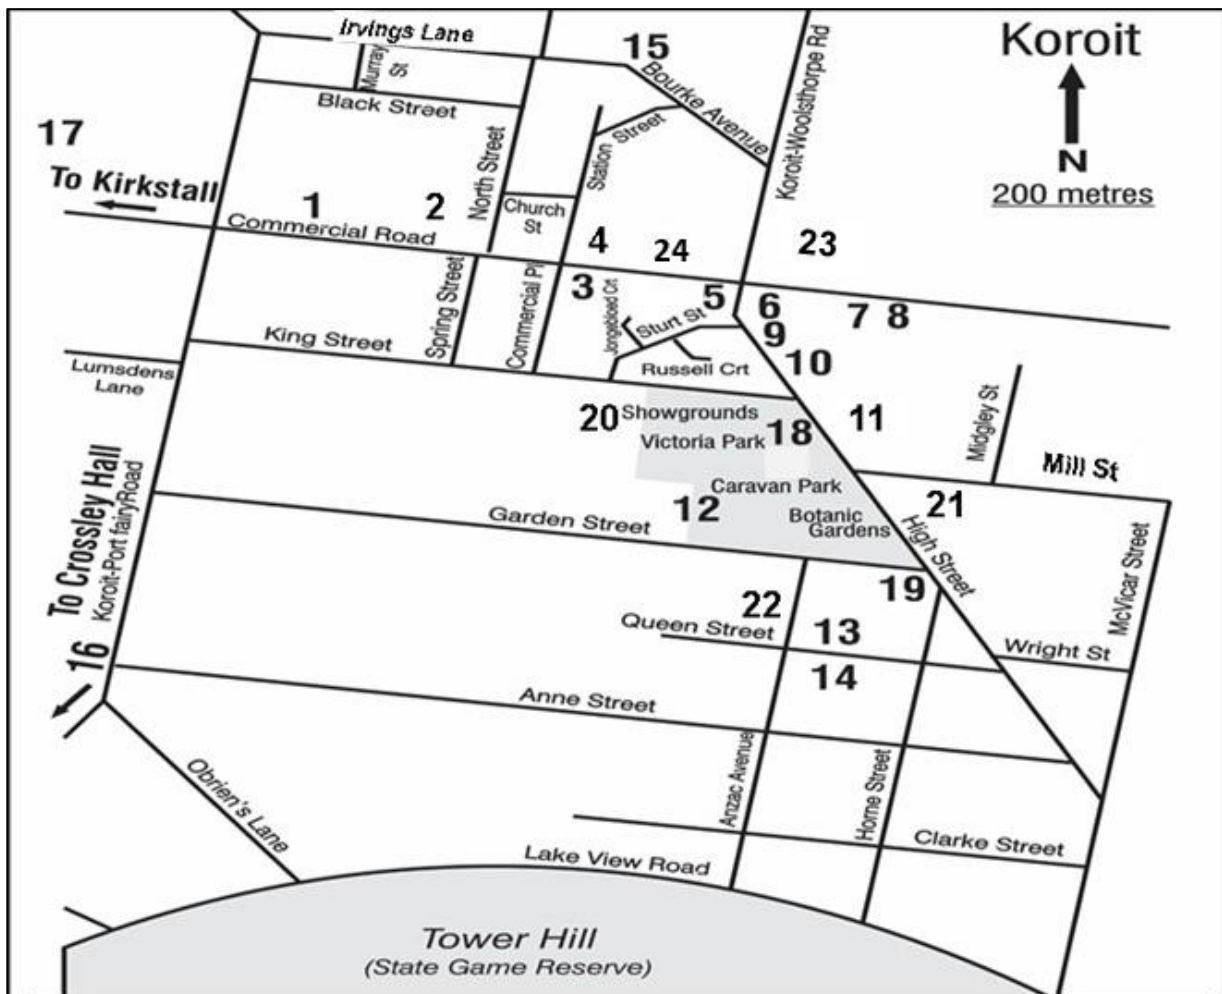 Irvings Lane
15
Koroit
Murray
St
Bourke Avenue
Koroit-Woolsthorpe Rd
Black Street
N
200 metres
17
To Kirkstall
1
2
North Street
Station Street
Church
St
Commercial Road
4
24
23
Spring Street
Commercial Pl
3
Jongebloed Crt
Sturt St
5
6
7
8
9
King Street
Russell Crt
10
Lumsdens
Lane
20
Showgrounds
Victoria Park
18
11
Midgley St
Mill St
To Crossley Hall
Koroit-Port fairyRoad
16
Caravan Park
12
Garden Street
Botanic
Gardens
High Street
21
McVicar Street
19
22
Queen Street
13
Wright St
14
Anne Street
Obrien's Lane
Anzac Avenue
Horne Street
Clarke Street
Lake View Road
Tower Hill
(State Game Reserve)